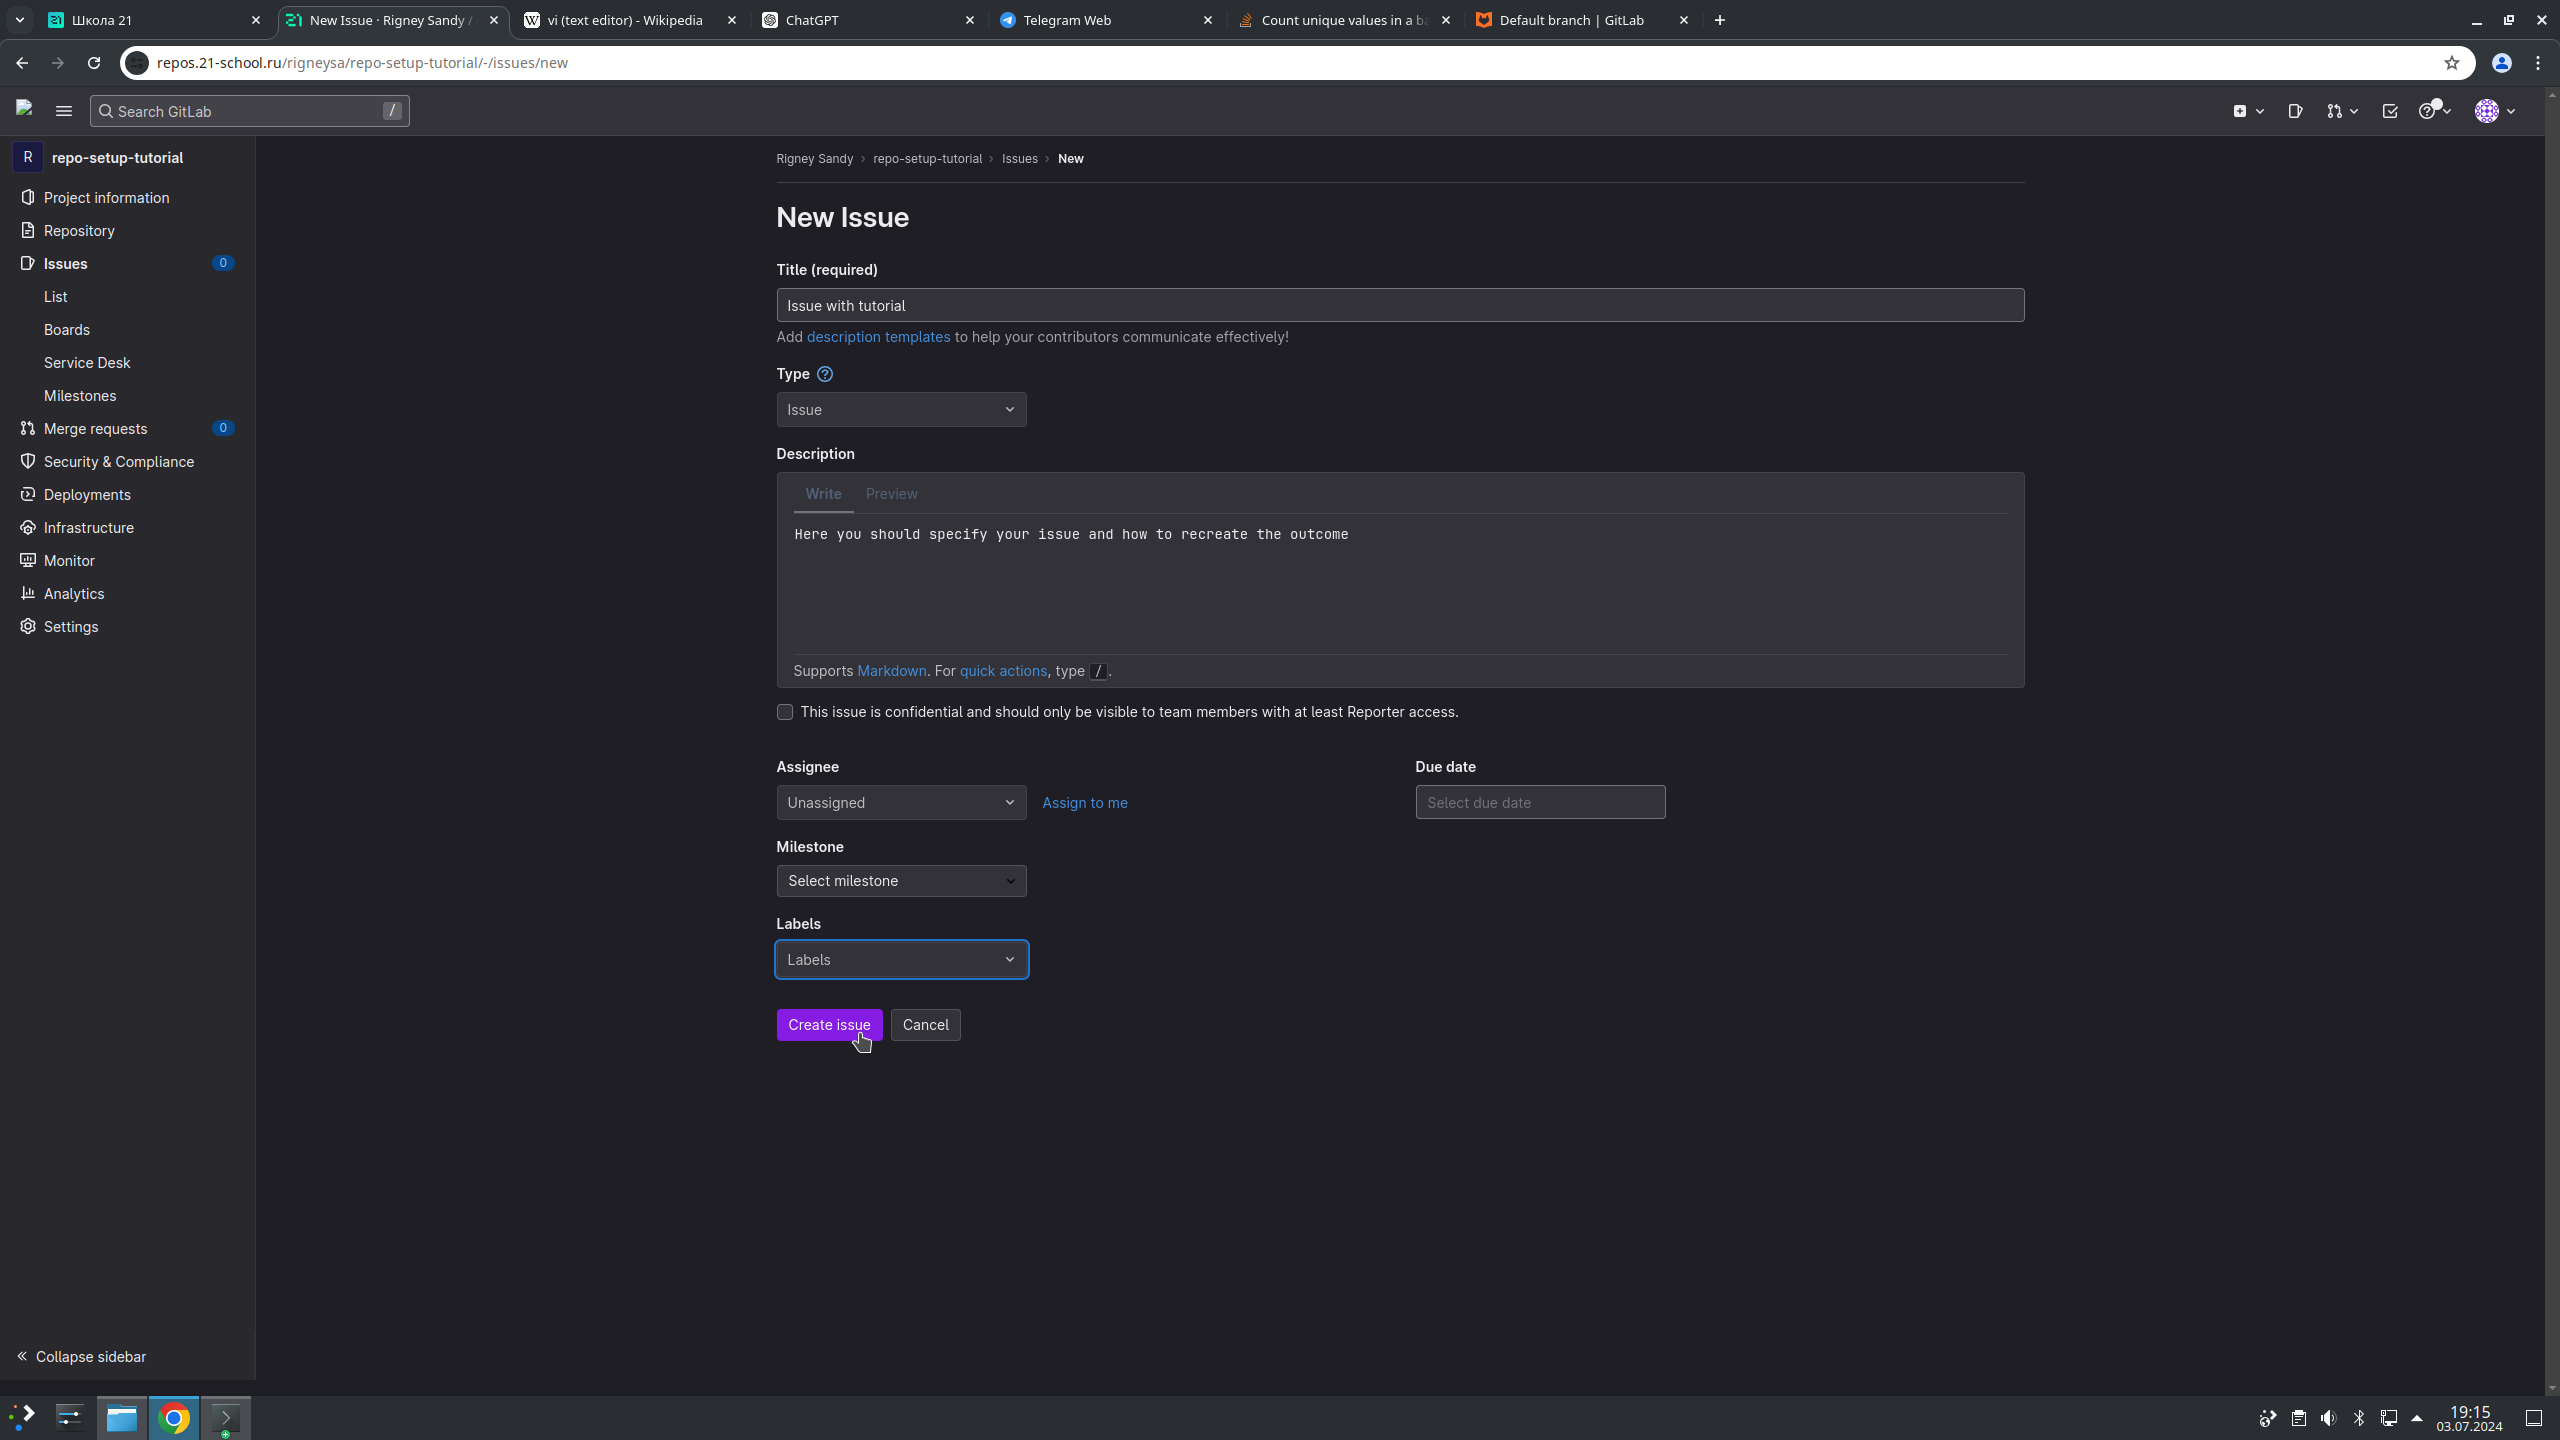 Школа 21
New Issue · Rigney Sandy /
vi (text editor) - Wikipedia
ChatGPT
Telegram Web
Count unique values in a ba
Default branch | GitLab
repos.21-school.ru/rigneysa/repo-setup-tutorial/-/issues/new
Search GitLab /
R repo-setup-tutorial
Project information
Repository
Issues 0
List
Boards
Service Desk
Milestones
Merge requests 0
Security & Compliance
Deployments
Infrastructure
Monitor
Analytics
Settings
Collapse sidebar
Rigney Sandy › repo-setup-tutorial › Issues › New
New Issue
Title (required)
Issue with tutorial
Add description templates to help your contributors communicate effectively!
Type
Issue
Description
Write Preview
Here you should specify your issue and how to recreate the outcome
Supports Markdown. For quick actions, type /.
This issue is confidential and should only be visible to team members with at least Reporter access.
Assignee
Unassigned Assign to me
Due date
Select due date
Milestone
Select milestone
Labels
Labels
Create issue Cancel
19:15
03.07.2024